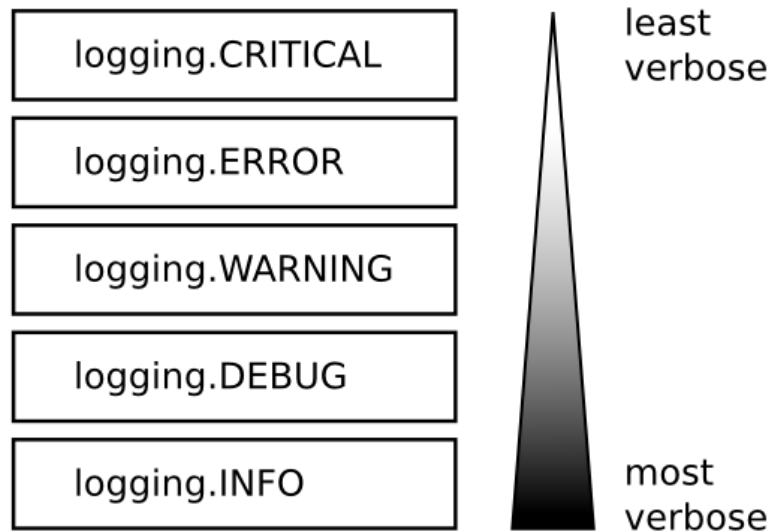 logging.CRITICAL
logging.ERROR
logging.WARNING
logging.DEBUG
logging.INFO
least
verbose
most
verbose